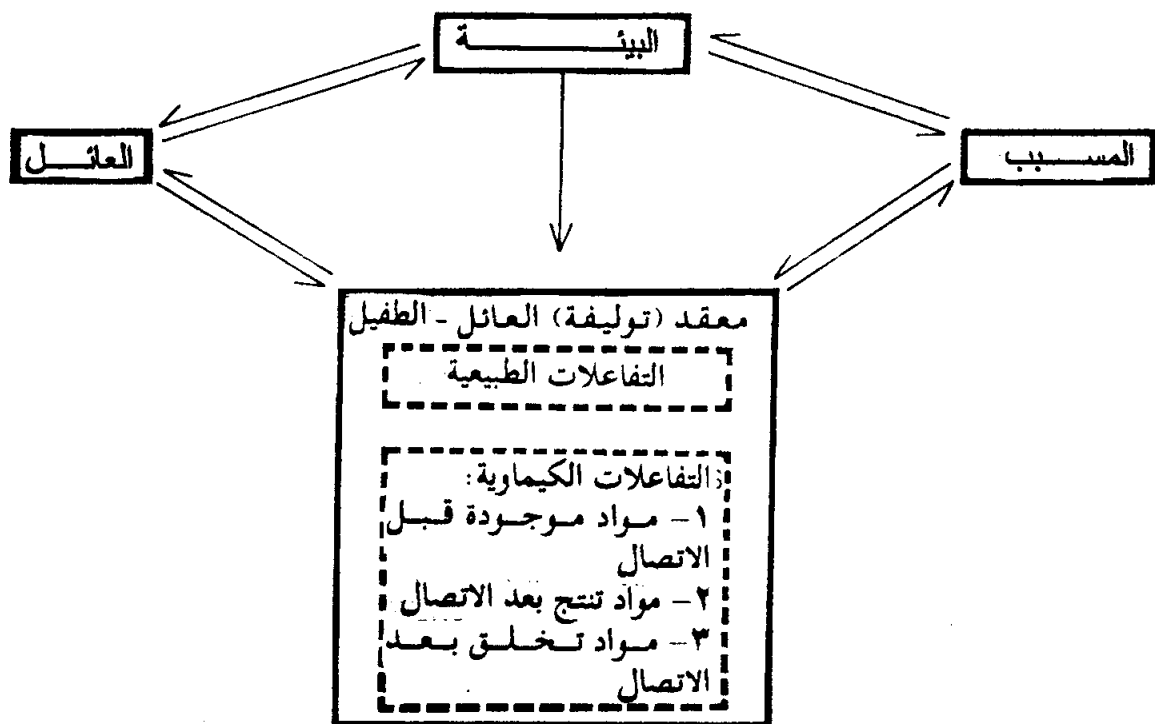 البيئة
المسبب
العائل
معقد (توليفة) العائل - الطفيل
التفاعلات الطبيعية
التفاعلات الكيماوية:
١- مواد موجودة قبل
الاتصال
٢- مواد تنتج بعد الاتصال
٣- مواد تخلق بعد
الاتصال